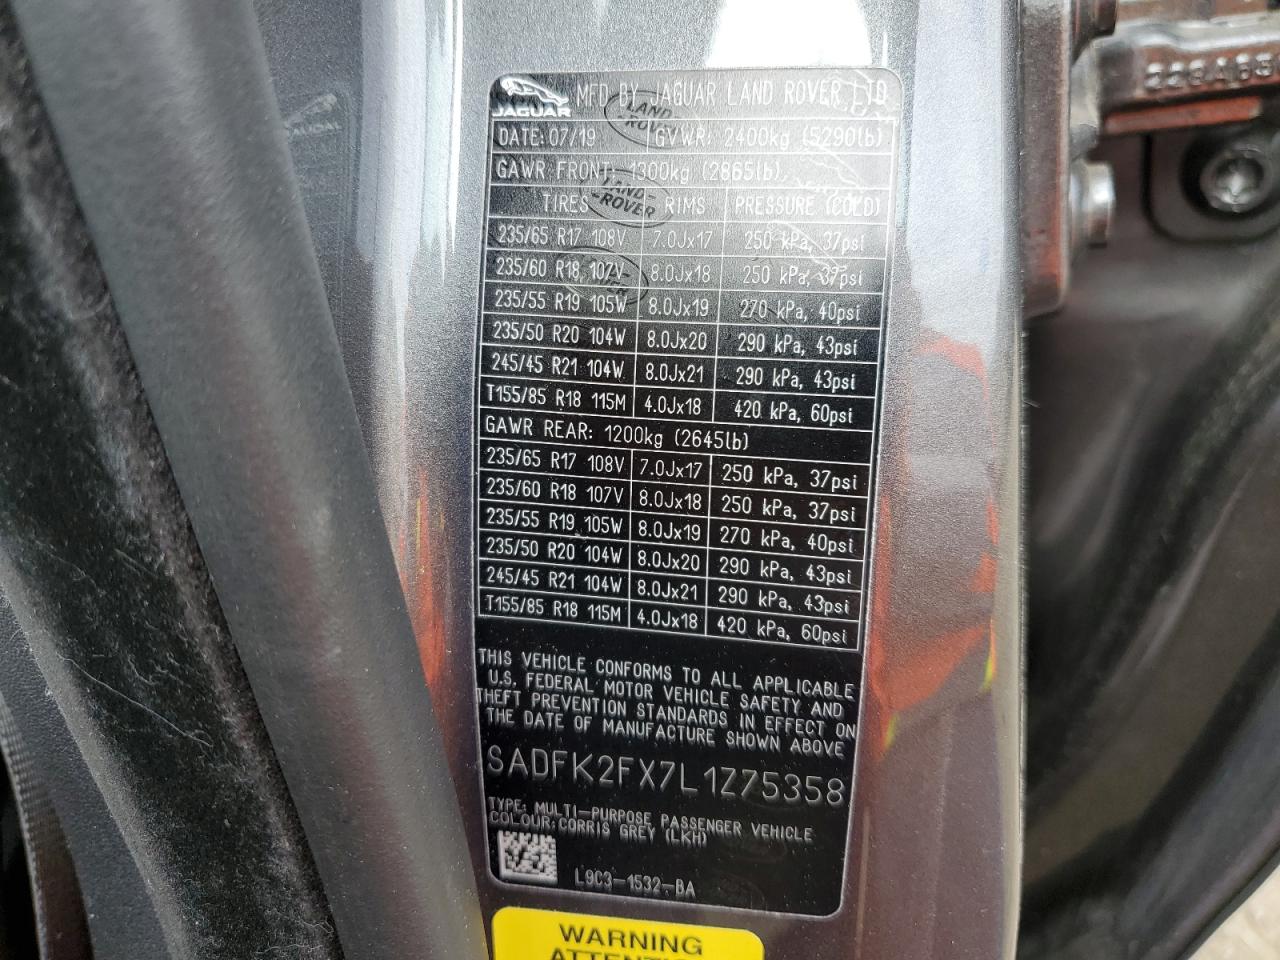 JAGUAR MFD BY JAGUAR LAND ROVER LTD
DATE: 07/19 GVWR: 2400kg (5290lb)
GAWR FRONT: 1300kg (2865lb)
TIRES RIMS PRESSURE (COLD)
235/65 R17 108V 7.0Jx17 250 kPa, 37psi
235/60 R18 107V 8.0Jx18 250 kPa, 37psi
235/55 R19 105W 8.0Jx19 270 kPa, 40psi
235/50 R20 104W 8.0Jx20 290 kPa, 43psi
245/45 R21 104W 8.0Jx21 290 kPa, 43psi
T155/85 R18 115M 4.0Jx18 420 kPa, 60psi
GAWR REAR: 1200kg (2645lb)
235/65 R17 108V 7.0Jx17 250 kPa, 37psi
235/60 R18 107V 8.0Jx18 250 kPa, 37psi
235/55 R19 105W 8.0Jx19 270 kPa, 40psi
235/50 R20 104W 8.0Jx20 290 kPa, 43psi
245/45 R21 104W 8.0Jx21 290 kPa, 43psi
T155/85 R18 115M 4.0Jx18 420 kPa, 60psi
THIS VEHICLE CONFORMS TO ALL APPLICABLE
U.S. FEDERAL MOTOR VEHICLE SAFETY AND
THEFT PREVENTION STANDARDS IN EFFECT ON
THE DATE OF MANUFACTURE SHOWN ABOVE
SADFK2FX7L1Z75358
TYPE: MULTI-PURPOSE PASSENGER VEHICLE
COLOUR: CORRIS GREY (LKH)
L9C3-1532-BA
WARNING
LAND-
-ROVER
LAND-
-ROVER